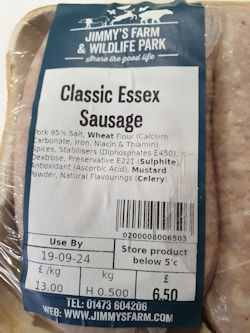 JIMMY'S FARM
& WILDLIFE PARK
share the good life
Classic Essex
Sausage
Pork 95% Salt, Wheat Flour (Calcium
Carbonate, Iron, Niacin & Thiamin)
Spices, Stabilisers (Diphosphates E450),
Dextrose, Preservative E221 (Sulphite),
Antioxidant (Ascorbic Acid), Mustard
Powder, Natural Flavourings (Celery)
0200008006503
Use By
19-09-24
Store product
below 5'c
£ /kg
kg
£
13.00
H 0.500
6.50
TEL: 01473 604206
WEB: WWW.JIMMYSFARM.COM